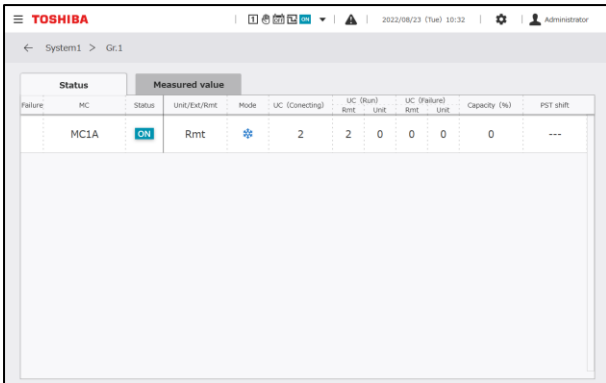 TOSHIBA 1 ON 2022/08/23 (Tue) 10:32 Administrator
← System1 > Gr.1
Status Measured value
Failure MC Status Unit/Ext/Rmt Mode UC (Conecting) UC (Run) Rmt Unit UC (Failure) Rmt Unit Capacity (%) PST shift
MC1A ON Rmt 2 2 0 0 0 0 ---